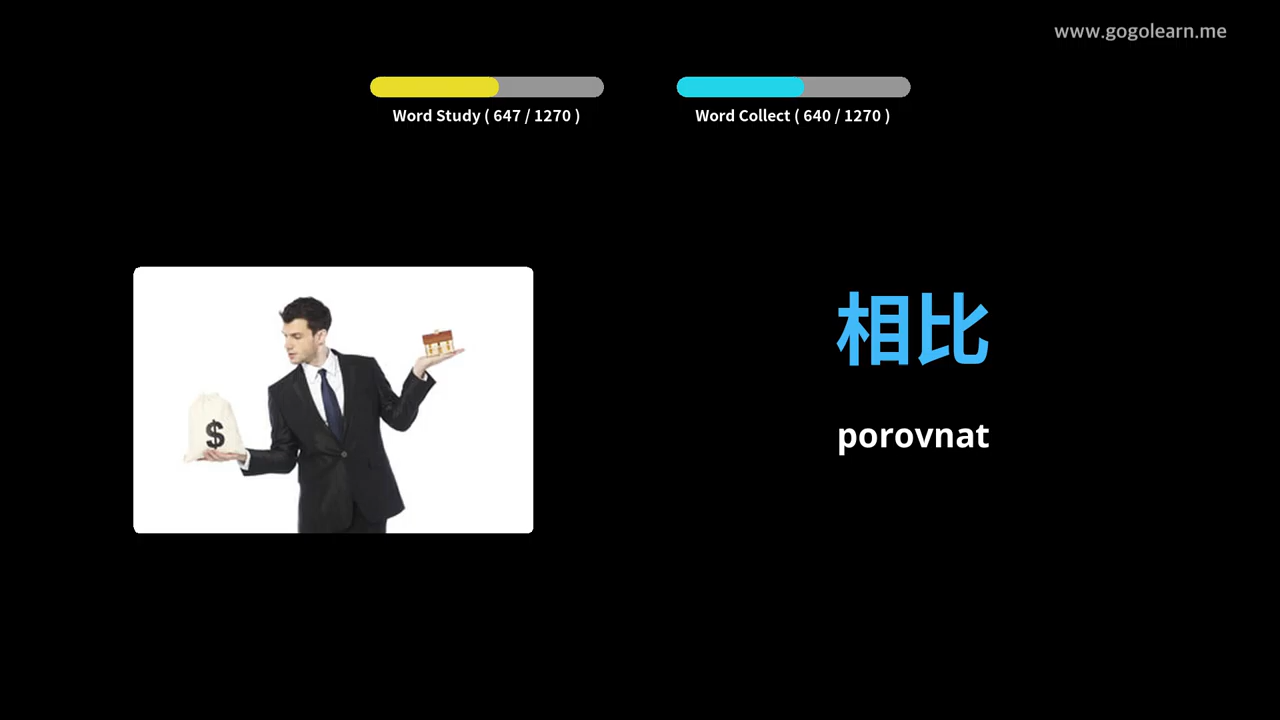 www.gogolearn.me
Word Study ( 647 / 1270 )
Word Collect ( 640 / 1270 )
$
相比
porovnat